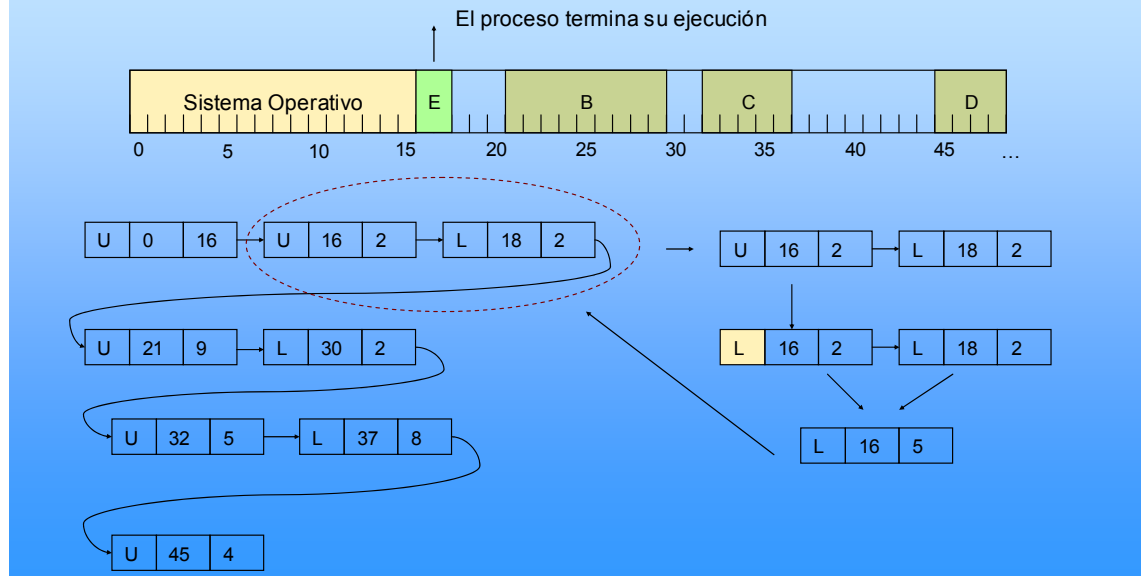 El proceso termina su ejecución
Sistema Operativo E B C D
0 5 10 15 20 25 30 35 40 45 ...
U 0 16 U 16 2 L 18 2
U 16 2 L 18 2
U 21 9 L 30 2
L 16 2 L 18 2
U 32 5 L 37 8
L 16 5
U 45 4